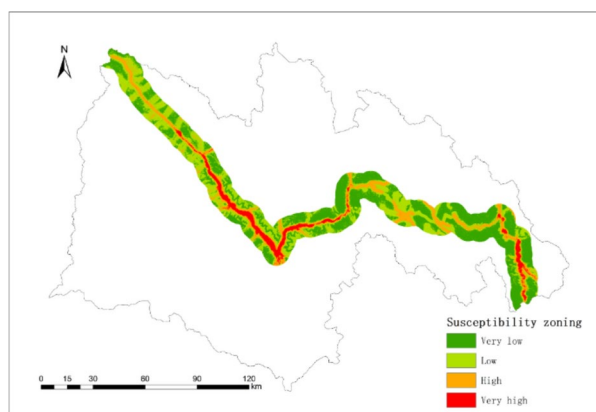 N
Susceptibility zoning
Very low
Low
High
Very high
0 15 30 60 90 120
km